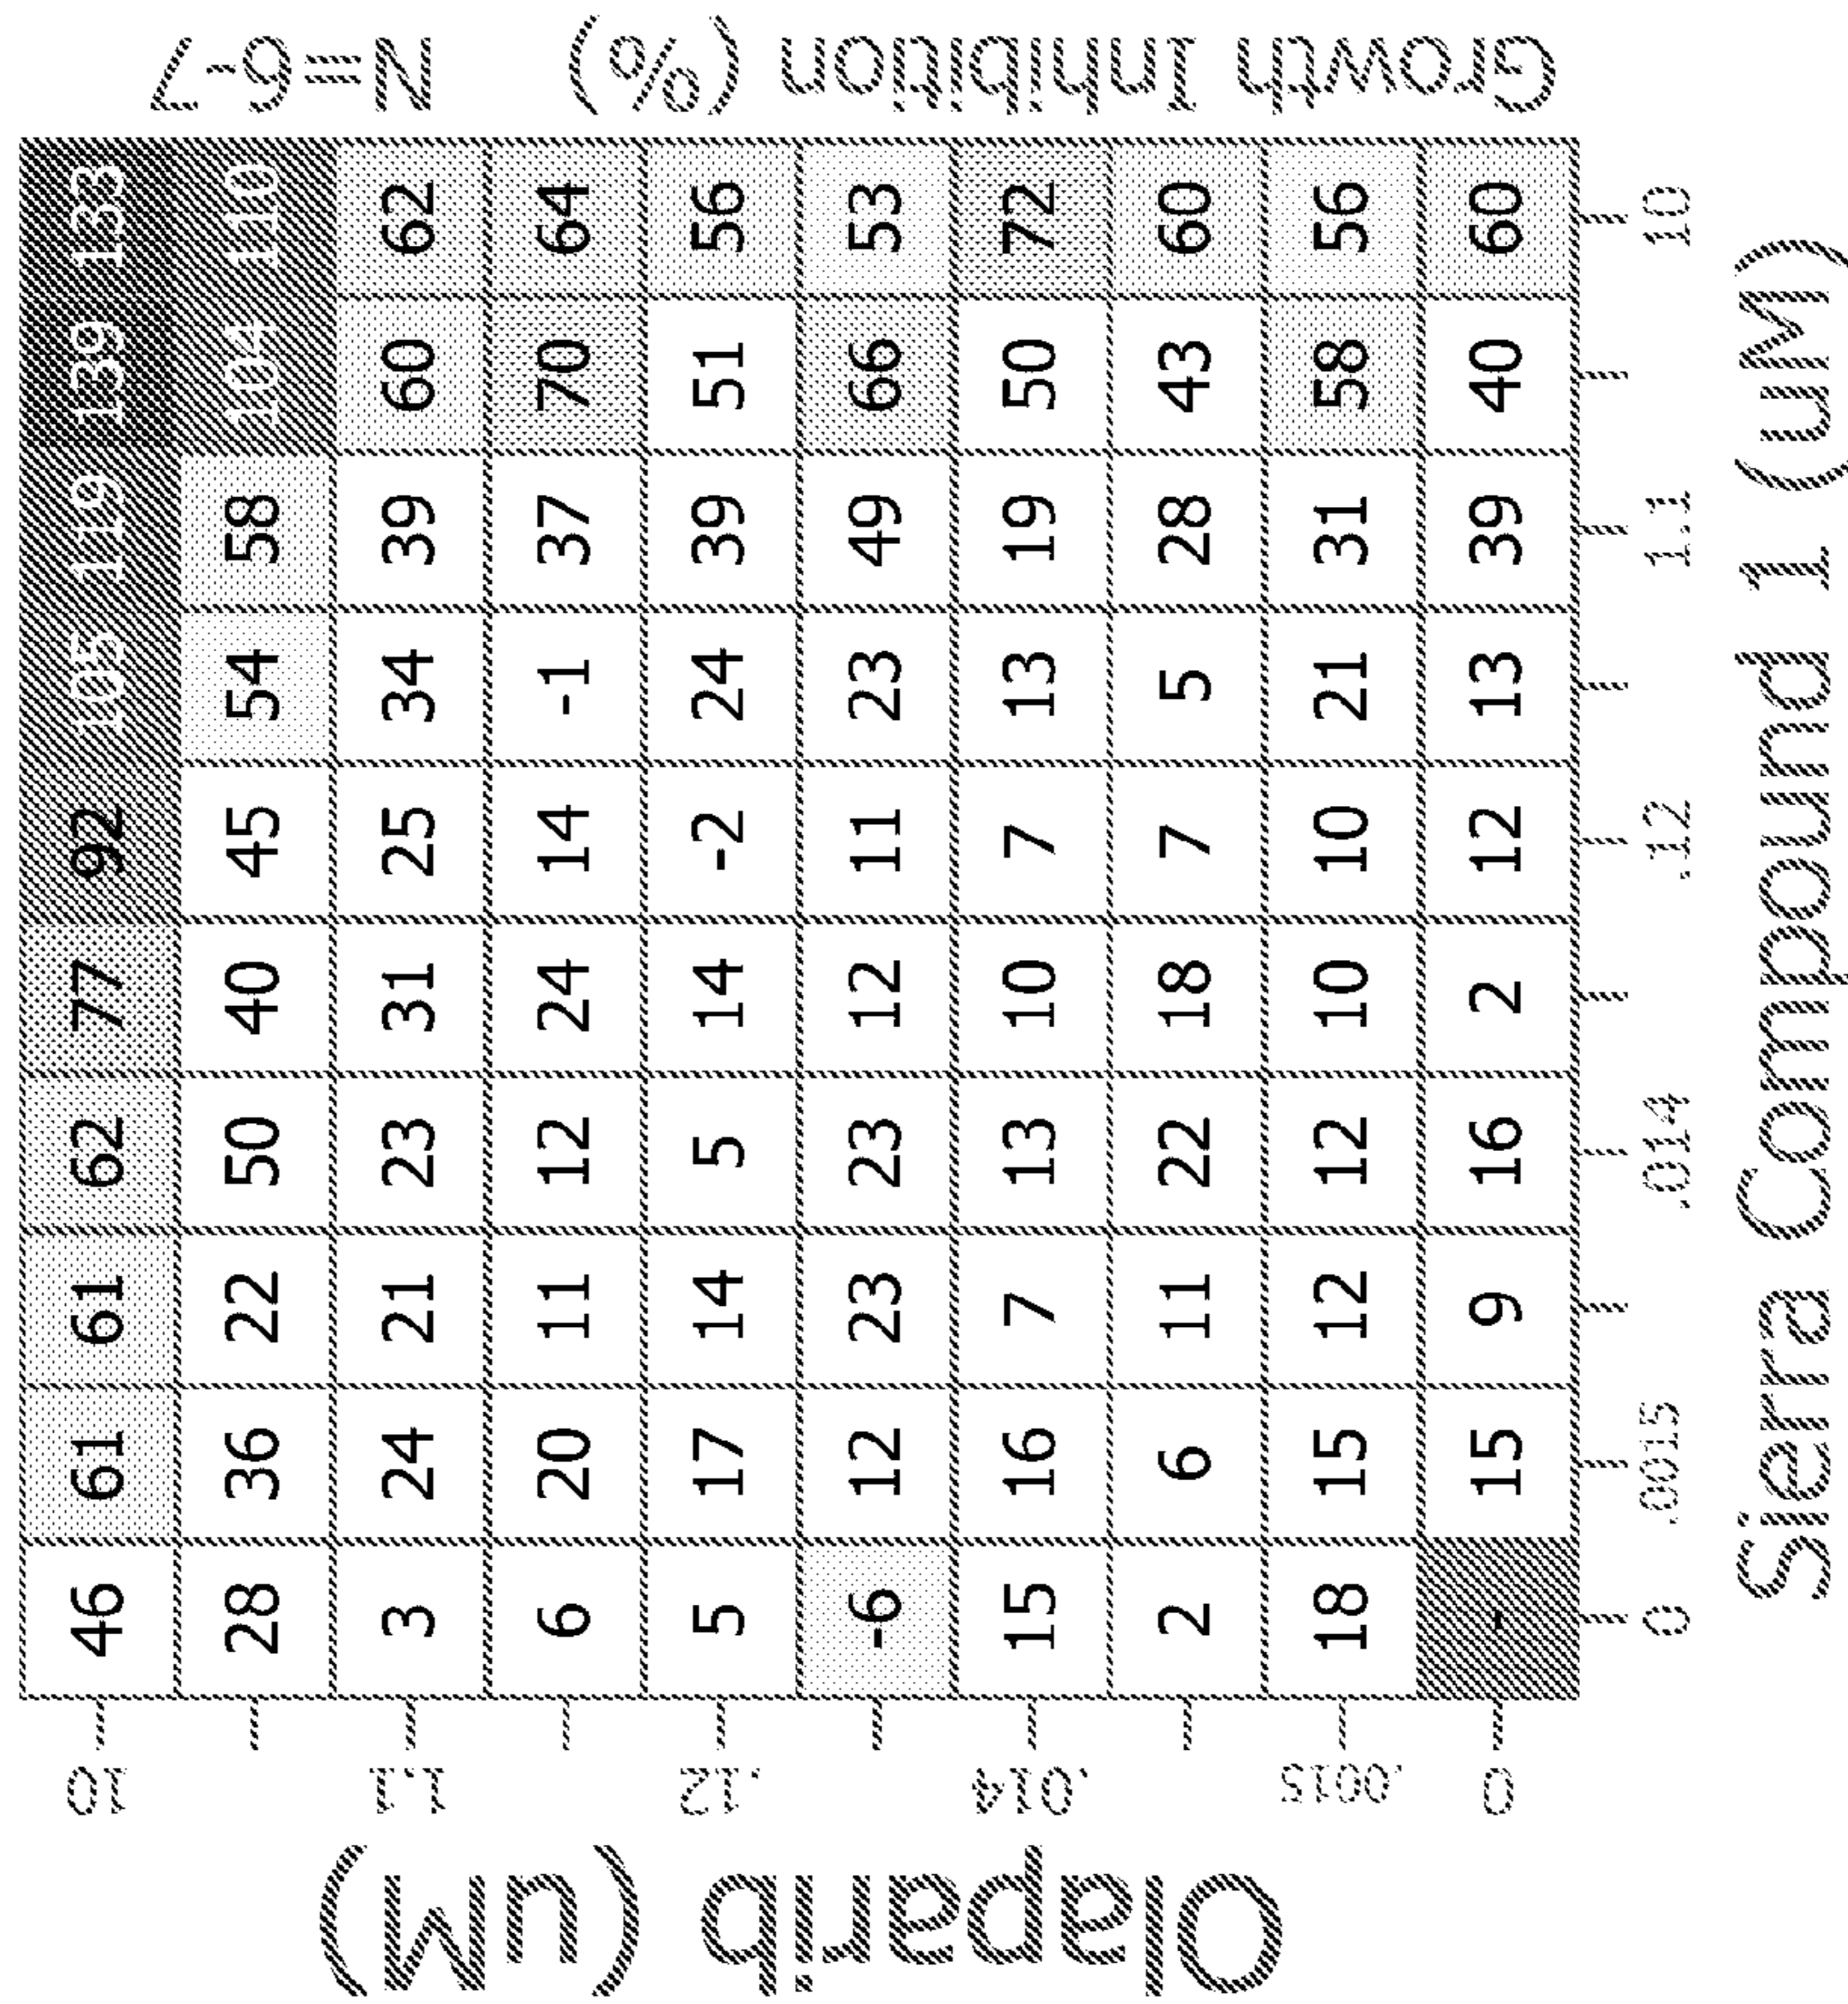 Olaparib (uM)
10 46 61 61 62 77 92 105 119 139 133
28 36 22 50 40 45 54 58 104 110
1.1 3 24 21 23 31 25 34 39 60 62
6 20 11 12 24 14 -1 37 70 64
.12 5 17 14 5 14 -2 24 39 51 56
-6 12 23 23 12 11 23 49 66 53
.014 15 16 7 13 10 7 13 19 50 72
2 6 11 22 18 7 5 28 43 60
.0015 18 15 12 12 10 10 21 31 58 56
0 - 15 9 16 2 12 13 39 40 60
0 .0015 .014 .12 1.1 10
Sierra Compound 1 (uM)
N=6-7
Growth Inhibition (%)